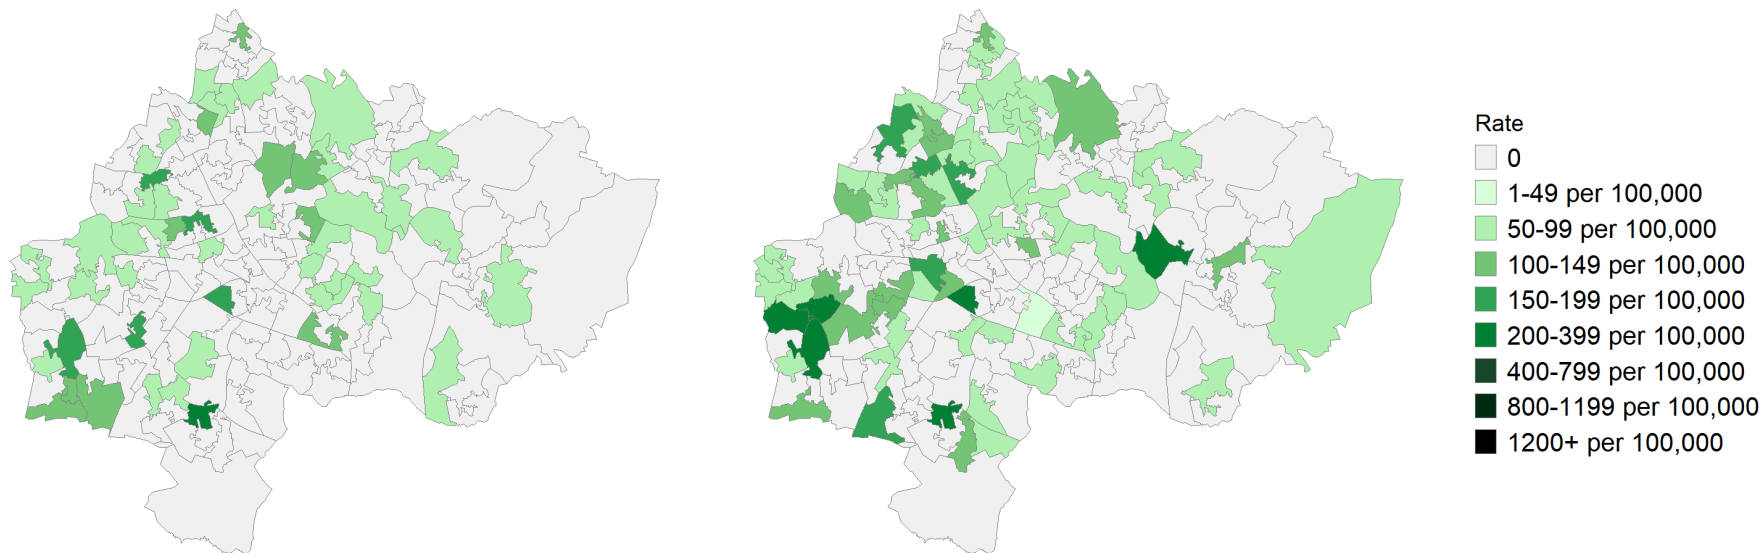 Rate
0
1-49 per 100,000
50-99 per 100,000
100-149 per 100,000
150-199 per 100,000
200-399 per 100,000
400-799 per 100,000
800-1199 per 100,000
1200+ per 100,000